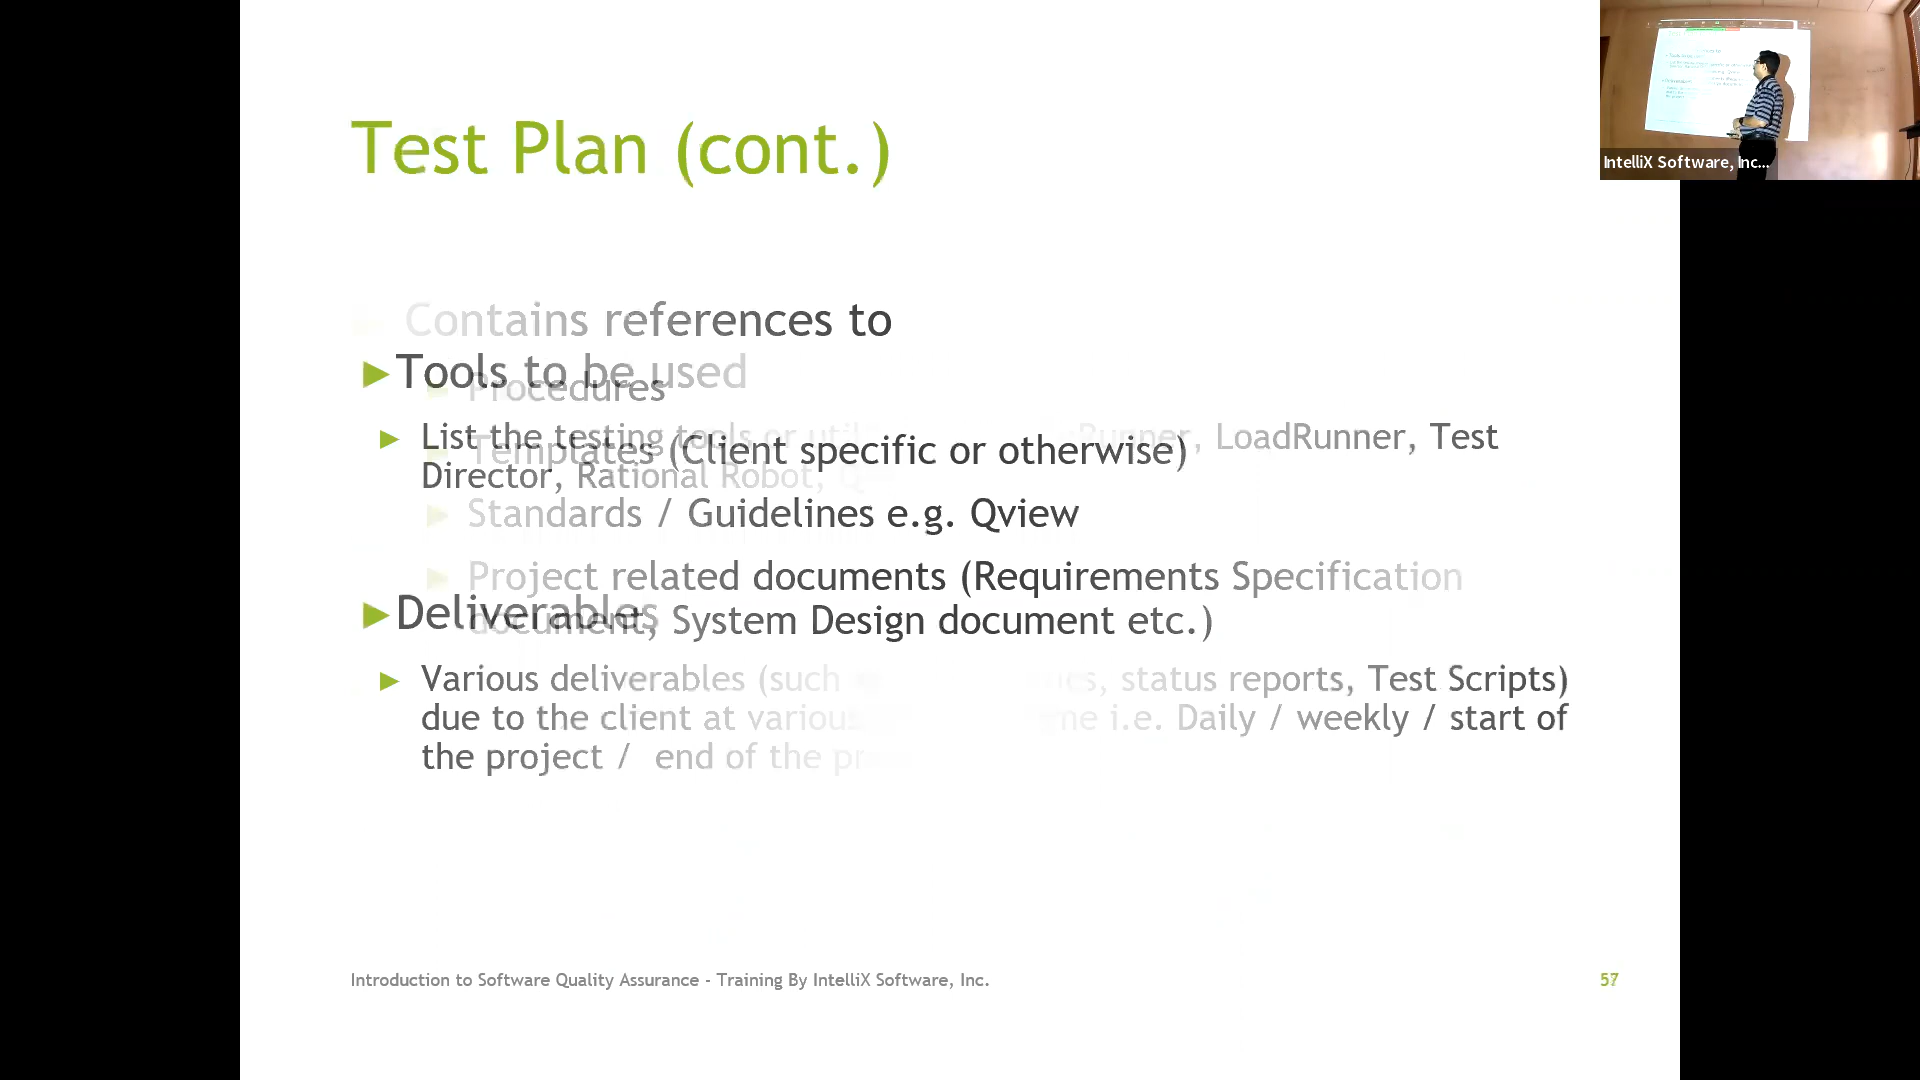 Test Plan (cont.)
Contains references to
Tools to be used
Procedures
List the testing tools or Runner, LoadRunner, Test
Templates (Client specific or otherwise)
Director, Rational Robot,
Standards / Guidelines e.g. Qview
Project related documents (Requirements Specification
Deliverables
document, System Design document etc.)
Various deliverables (such status reports, Test Scripts)
due to the client at various i.e. Daily / weekly / start of
the project / end of the
Introduction to Software Quality Assurance - Training By IntelliX Software, Inc.
57
IntelliX Software, Inc...